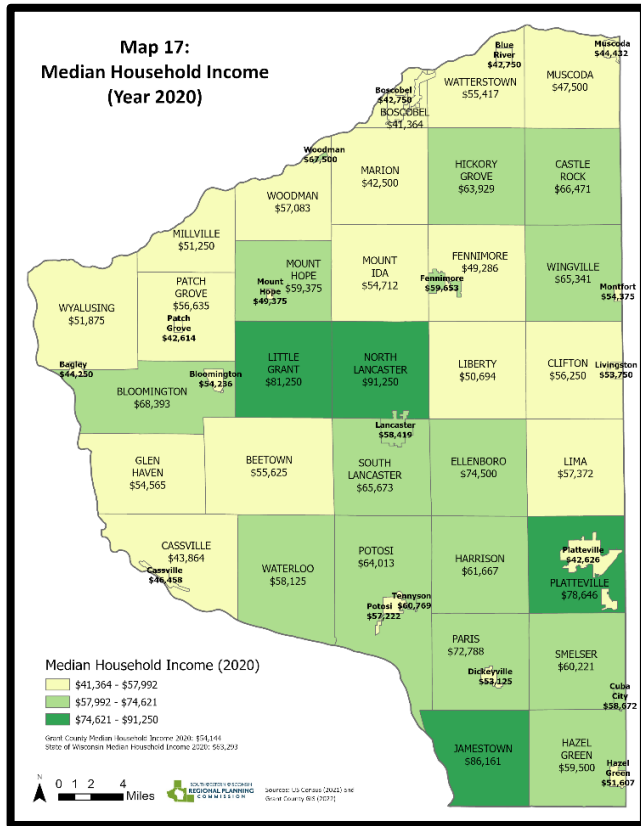 Map 17:
Median Household Income
(Year 2020)
Blue
River
$42,750
Muscoda
$44,432
MUSCODA
$47,500
WATTERSTOWN
$55,417
Boscobel
$42,750
BOSCOBEL
$41,364
Woodman
$67,500
MARION
$42,500
HICKORY
GROVE
$63,929
CASTLE
ROCK
$66,471
WOODMAN
$57,083
MILLVILLE
$51,250
MOUNT
HOPE
$59,375
Mount
Hope
$49,375
MOUNT
IDA
$54,712
FENNIMORE
$49,286
Fennimore
$59,653
WINGVILLE
$65,341
Montfort
$54,375
WYALUSING
$51,875
PATCH
GROVE
$56,635
Patch
Grove
$42,614
Bagley
$44,250
Bloomington
$54,236
BLOOMINGTON
$68,393
LITTLE
GRANT
$81,250
NORTH
LANCASTER
$91,250
LIBERTY
$50,694
CLIFTON
$56,250
Livingston
$53,750
Lancaster
$58,419
GLEN
HAVEN
$54,565
BEETOWN
$55,625
SOUTH
LANCASTER
$65,673
ELLENBORO
$74,500
LIMA
$57,372
CASSVILLE
$43,864
Cassville
$46,458
WATERLOO
$58,125
POTOSI
$64,013
Tennyson
$60,769
Potosi
$57,222
HARRISON
$61,667
Platteville
$42,626
PLATTEVILLE
$78,646
PARIS
$72,788
Dickeyville
$53,125
SMELSER
$60,221
Cuba
City
$58,672
JAMESTOWN
$86,161
HAZEL
GREEN
$59,500
Hazel
Green
$51,607
Median Household Income (2020)
$41,364 - $57,992
$57,992 - $74,621
$74,621 - $91,250
Grant County Median Household Income 2020: $54,144
State of Wisconsin Median Household Income 2020: $63,293
N
0 1 2 4
Miles
SOUTHWESTERN WISCONSIN
REGIONAL PLANNING
COMMISSION
Sources: US Census (2021) and
Grant County GIS (2022)